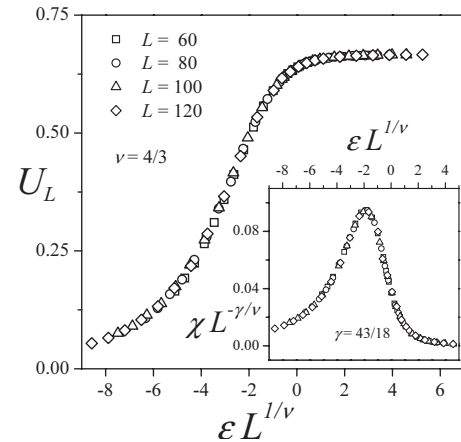 0.75
0.50
0.25
0.00
U_L
L = 60
L = 80
L = 100
L = 120
ν = 4/3
εL^{1/ν}
-8 -6 -4 -2 0 2 4
0.08
0.04
0.00
χL^{-γ/ν}
γ = 43/18
-8 -6 -4 -2 0 2 4 6
εL^{1/ν}